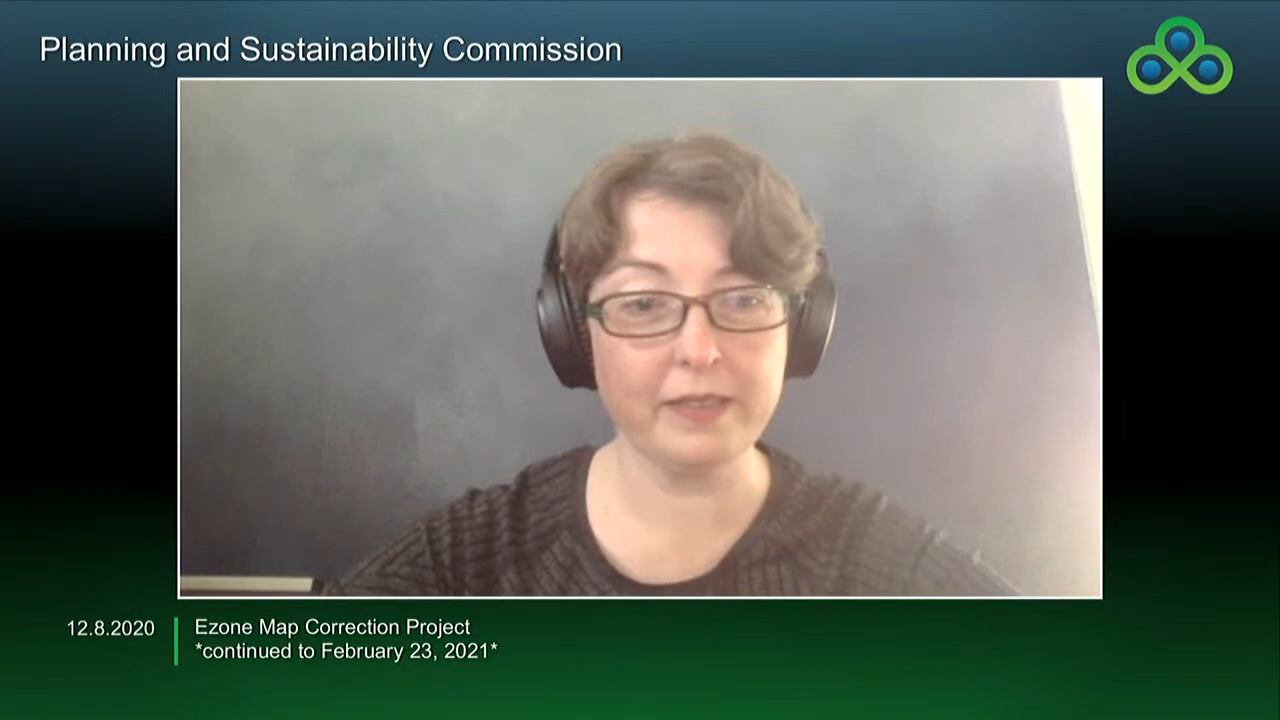 Planning and Sustainability Commission
12.8.2020
Ezone Map Correction Project
*continued to February 23, 2021*